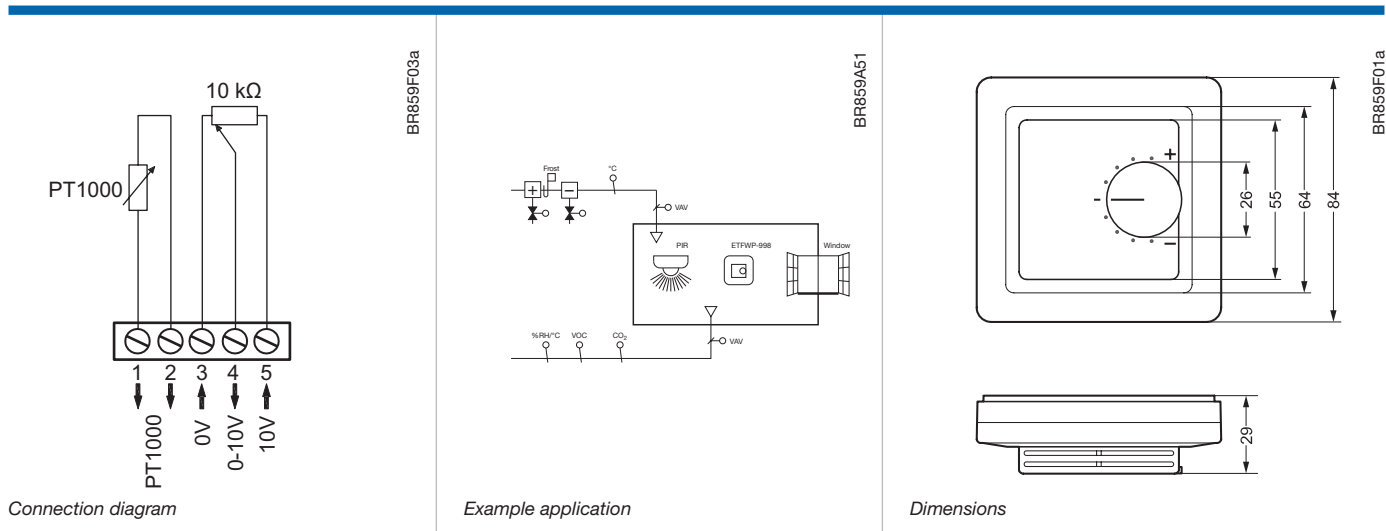 BR859F03a
10 kΩ
PT1000
1 2 3 4 5
PT1000
0V
0-10V
10V
Connection diagram
BR859A51
Frost
°C
+
−
VAV
PIR
ETFWP-998
Window
%RH/°C
VOC
CO₂
VAV
Example application
BR859F01a
+
-
−
26
55
64
84
29
Dimensions